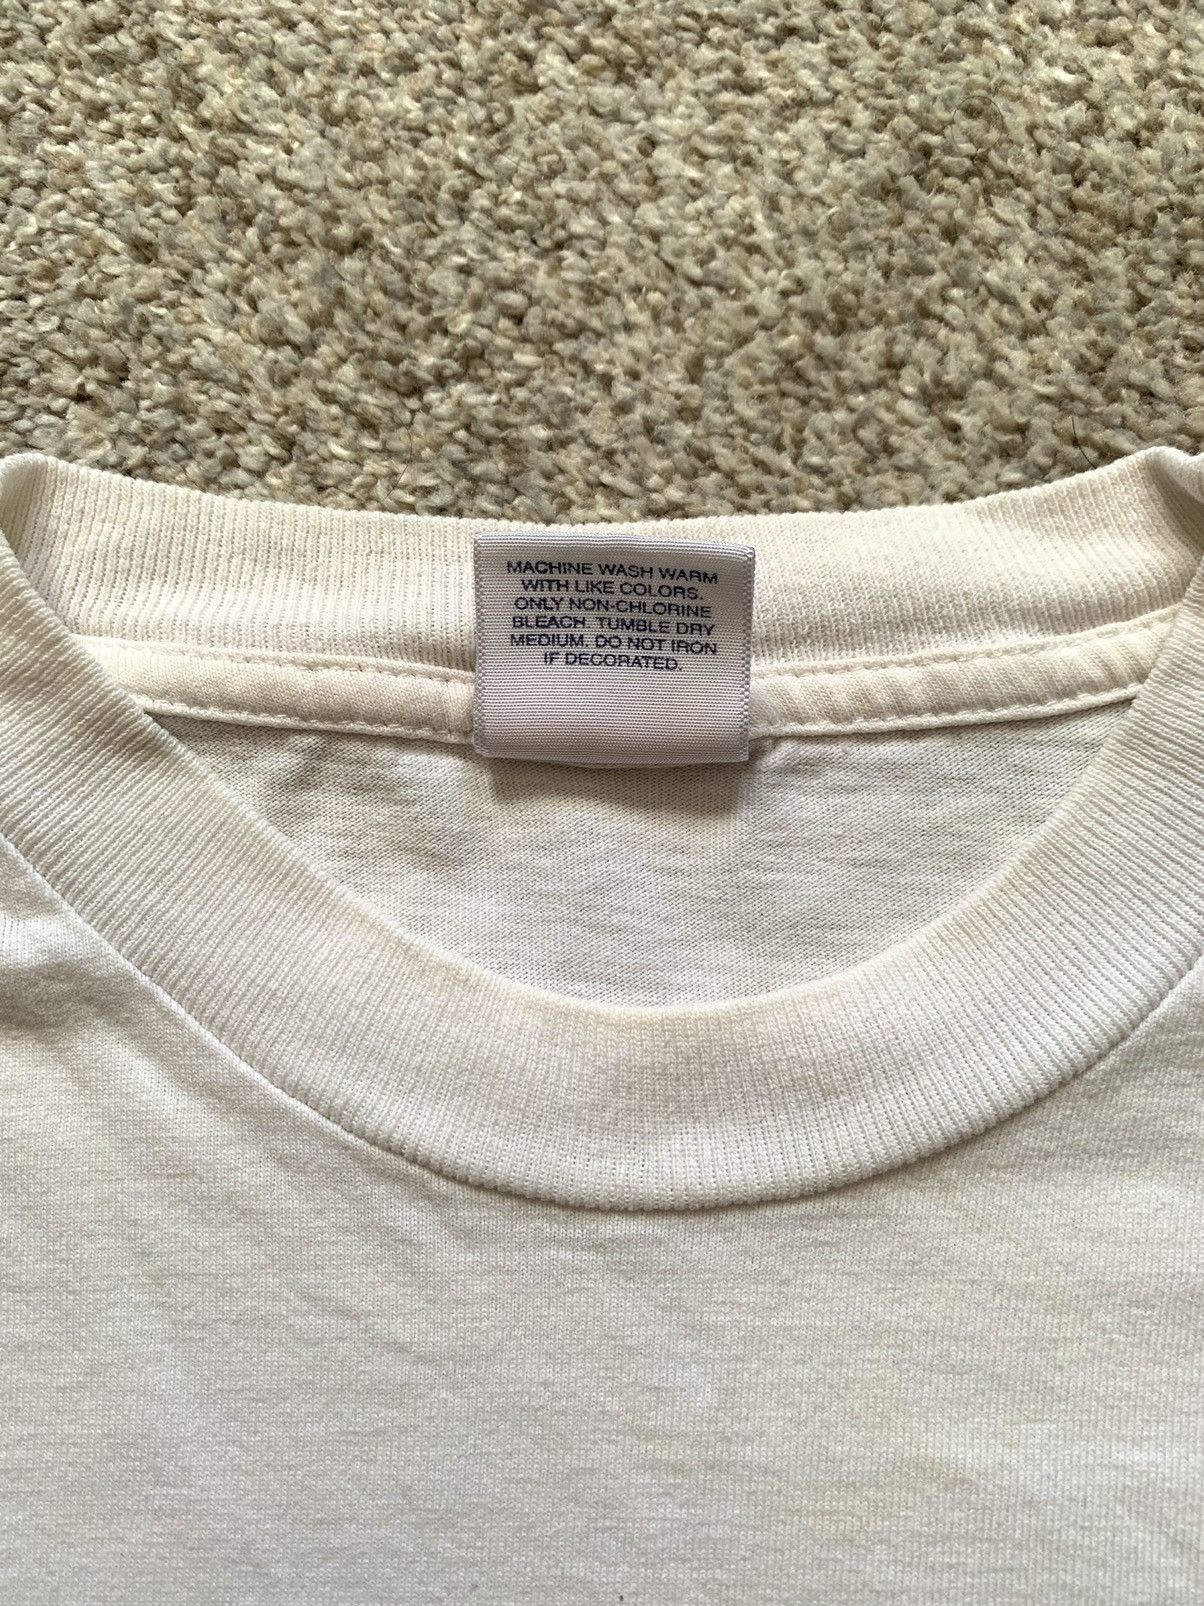 MACHINE WASH WARM
WITH LIKE COLORS.
ONLY NON-CHLORINE
BLEACH. TUMBLE DRY
MEDIUM. DO NOT IRON
IF DECORATED.